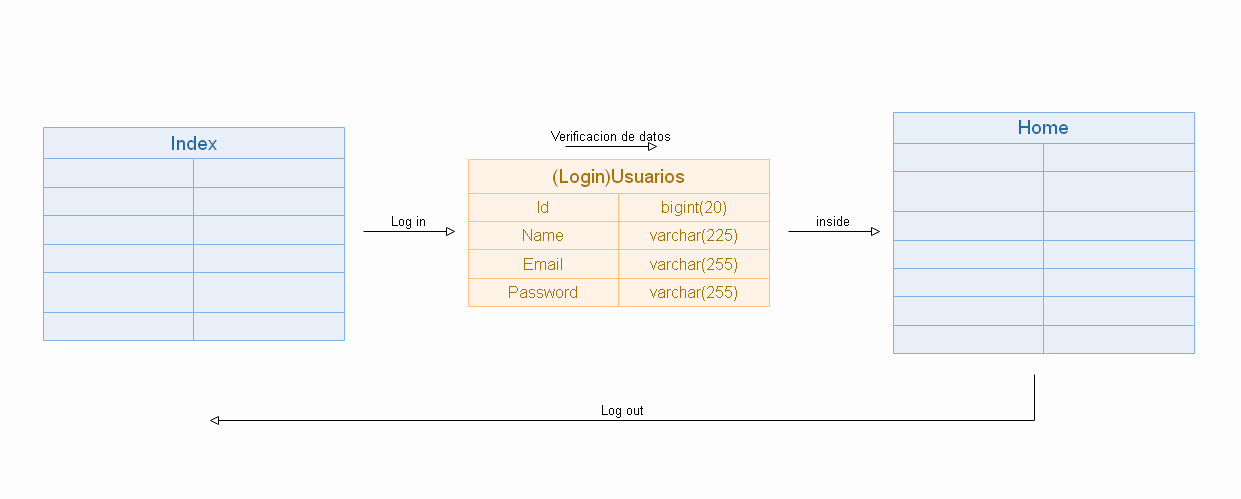 Index
Log in
Verificacion de datos
(Login)Usuarios
Id bigint(20)
Name varchar(225)
Email varchar(255)
Password varchar(255)
inside
Home
Log out